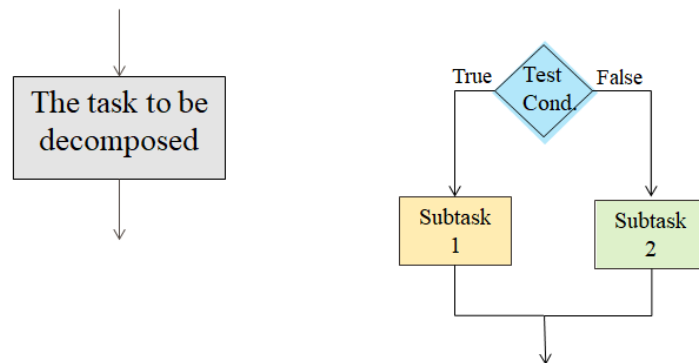 The task to be
decomposed
Test
Cond.
True
False
Subtask
1
Subtask
2